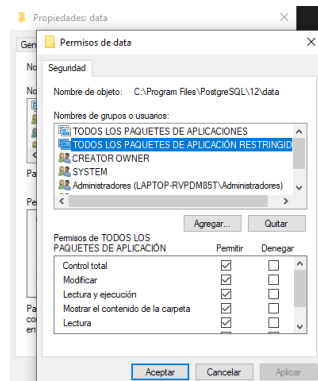 Propiedades: data
Gen
Permisos de data
Seguridad
Nombre de objeto: C:\Program Files\PostgreSQL\12\data
Nombres de grupos o usuarios:
TODOS LOS PAQUETES DE APLICACIONES
TODOS LOS PAQUETES DE APLICACIÓN RESTRINGID
CREATOR OWNER
SYSTEM
Administradores (LAPTOP-RVPDM85T\Administradores)
Agregar...
Quitar
Permisos de TODOS LOS
PAQUETES DE APLICACIÓN
Permitir
Denegar
Control total
Modificar
Lectura y ejecución
Mostrar el contenido de la carpeta
Lectura
Aceptar
Cancelar
Aplicar
No
No
Pa
Pe
Pa
co
en